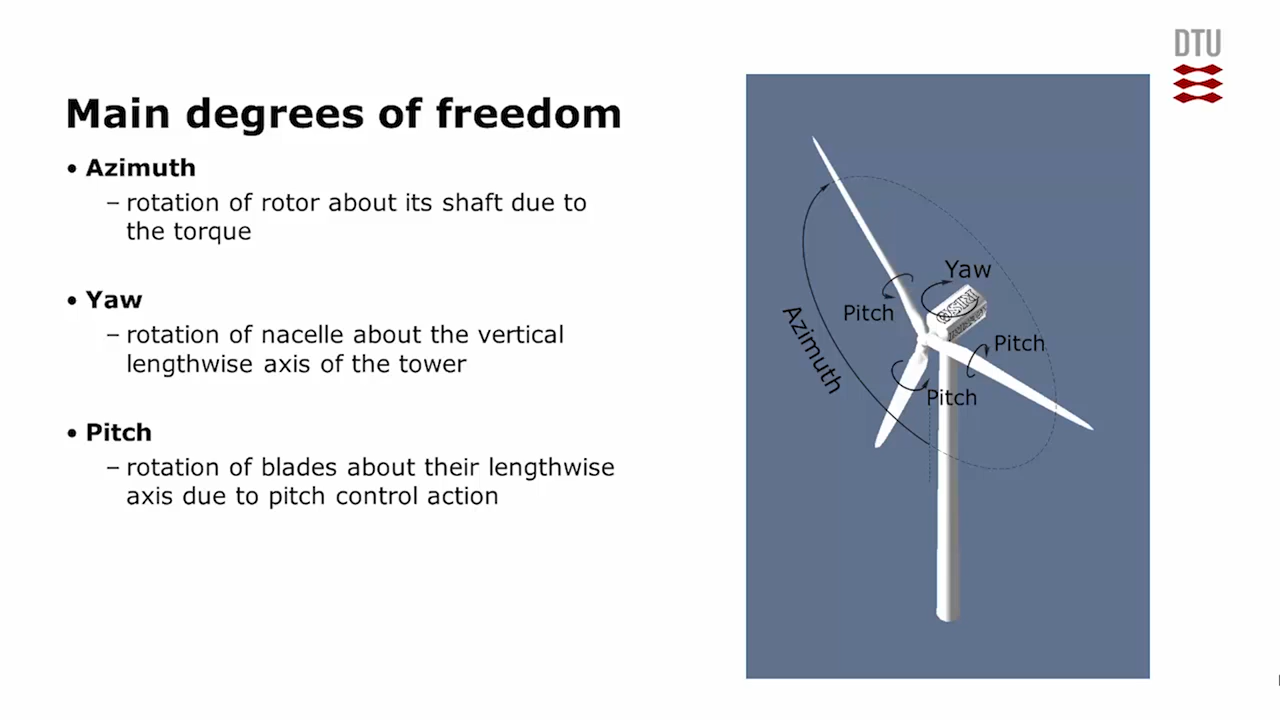 DTU
Main degrees of freedom
• Azimuth
– rotation of rotor about its shaft due to
the torque
• Yaw
– rotation of nacelle about the vertical
lengthwise axis of the tower
• Pitch
– rotation of blades about their lengthwise
axis due to pitch control action
Yaw
Pitch
Azimuth
Pitch
Pitch